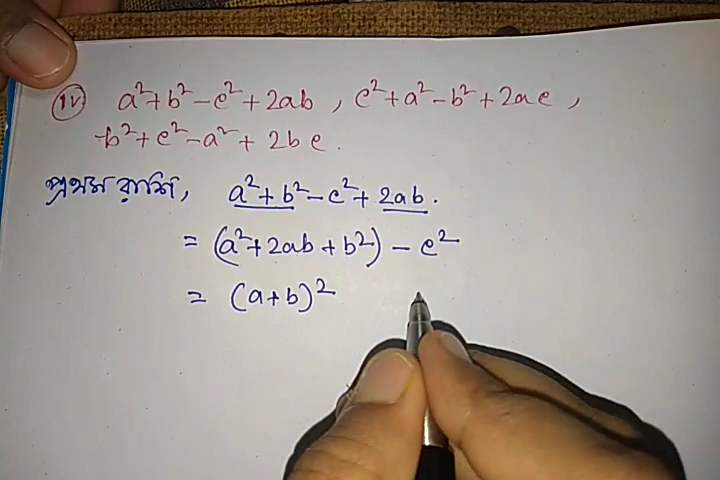 (iv) a²+b²-c²+2ab, c²+a²-b²+2ac,
b²+c²-a²+2bc.
প্রথম রাশি, a²+b²-c²+2ab.
= (a²+2ab+b²) - c²
= (a+b)²